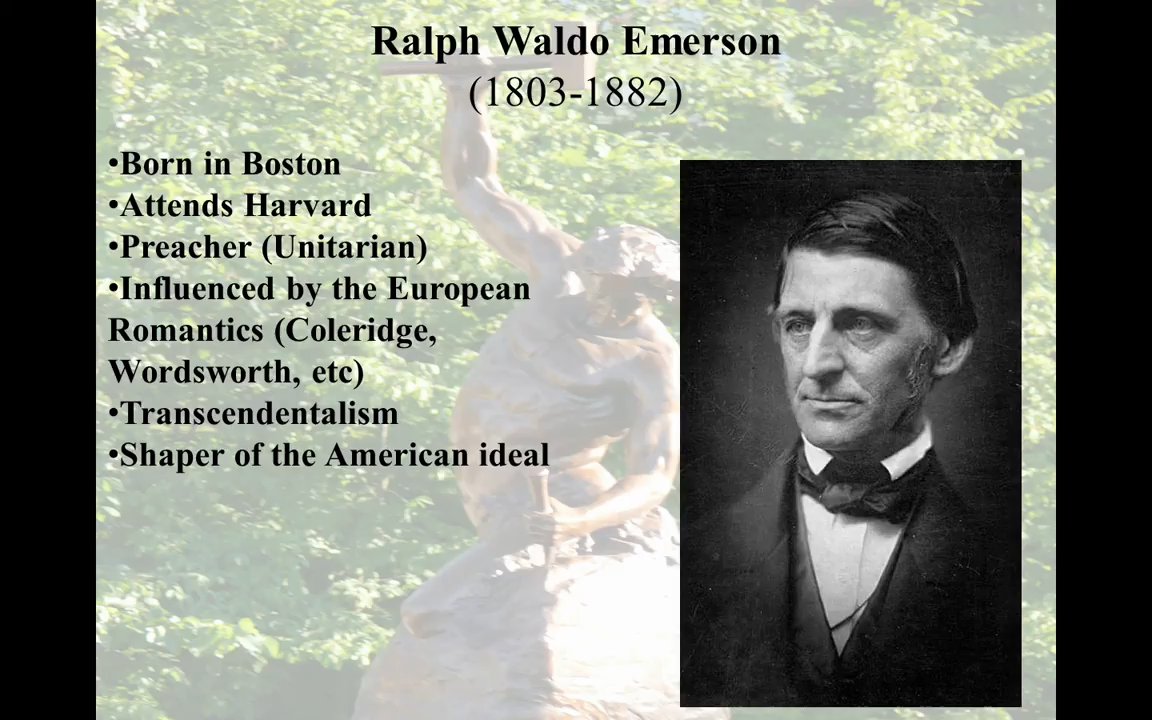 Ralph Waldo Emerson
(1803-1882)
•Born in Boston
•Attends Harvard
•Preacher (Unitarian)
•Influenced by the European
Romantics (Coleridge,
Wordsworth, etc)
•Transcendentalism
•Shaper of the American ideal